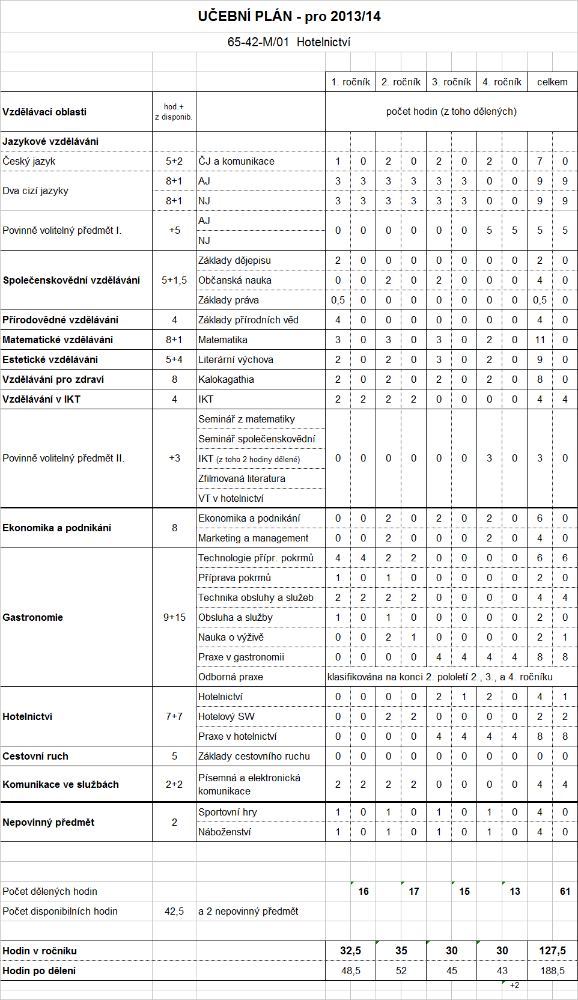 UČEBNÍ PLÁN - pro 2013/14
65-42-M/01  Hotelnictví
1. ročník 2. ročník 3. ročník 4. ročník celkem
Vzdělávací oblasti hod.+ z disponib. počet hodin (z toho dělených)
Jazykové vzdělávání
Český jazyk 5+2 ČJ a komunikace 1 0 2 0 2 0 2 0 7 0
Dva cizí jazyky 8+1 AJ 3 3 3 3 3 3 0 0 9 9
8+1 NJ 3 3 3 3 3 3 0 0 9 9
Povinně volitelný předmět I. +5 AJ 0 0 0 0 0 0 5 5 5 5
NJ
Společenskovědní vzdělávání 5+1,5 Základy dějepisu 2 0 0 0 0 0 0 0 2 0
Občanská nauka 0 0 2 0 2 0 0 0 4 0
Základy práva 0,5 0 0 0 0 0 0 0 0,5 0
Přírodovědné vzdělávání 4 Základy přírodních věd 4 0 0 0 0 0 0 0 4 0
Matematické vzdělávání 8+1 Matematika 3 0 3 0 3 0 2 0 11 0
Estetické vzdělávání 5+4 Literární výchova 2 0 2 0 3 0 2 0 9 0
Vzdělávání pro zdraví 8 Kalokagathia 2 0 2 0 2 0 2 0 8 0
Vzdělávání v IKT 4 IKT 2 2 2 2 0 0 0 0 4 4
Povinně volitelný předmět II. +3 Seminář z matematiky
Seminář společenskovědní
IKT (z toho 2 hodiny dělené) 0 0 0 0 0 0 3 0 3 0
Zfilmovaná literatura
VT v hotelnictví
Ekonomika a podnikání 8 Ekonomika a podnikání 0 0 2 0 2 0 2 0 6 0
Marketing a management 0 0 2 0 0 0 2 0 4 0
Gastronomie 9+15 Technologie přípr. pokrmů 4 4 2 2 0 0 0 0 6 6
Příprava pokrmů 1 0 1 0 0 0 0 0 2 0
Technika obsluhy a služeb 2 2 2 2 0 0 0 0 4 4
Obsluha a služby 1 0 1 0 0 0 0 0 2 0
Nauka o výživě 0 0 2 1 0 0 0 0 2 1
Praxe v gastronomii 0 0 0 0 4 4 4 4 8 8
Odborná praxe klasifikována na konci 2. pololetí 2., 3., a 4. ročníku
Hotelnictví 7+7 Hotelnictví 0 0 0 0 2 1 2 0 4 1
Hotelový SW 0 0 2 2 0 0 0 0 2 2
Praxe v hotelnictví 0 0 0 0 4 4 4 4 8 8
Cestovní ruch 5 Základy cestovního ruchu 0 0 0 0 0 0 0 0 0 0
Komunikace ve službách 2+2 Písemná a elektronická komunikace 2 2 2 2 0 0 0 0 4 4
Nepovinný předmět 2 Sportovní hry 1 0 1 0 1 0 1 0 4 0
Náboženství 1 0 1 0 1 0 1 0 4 0
Počet dělených hodin 16 17 15 13 61
Počet disponibilních hodin 42,5 a 2 nepovinný předmět
Hodin v ročníku 32,5 35 30 30 127,5
Hodin po dělení 48,5 52 45 43 188,5
+2